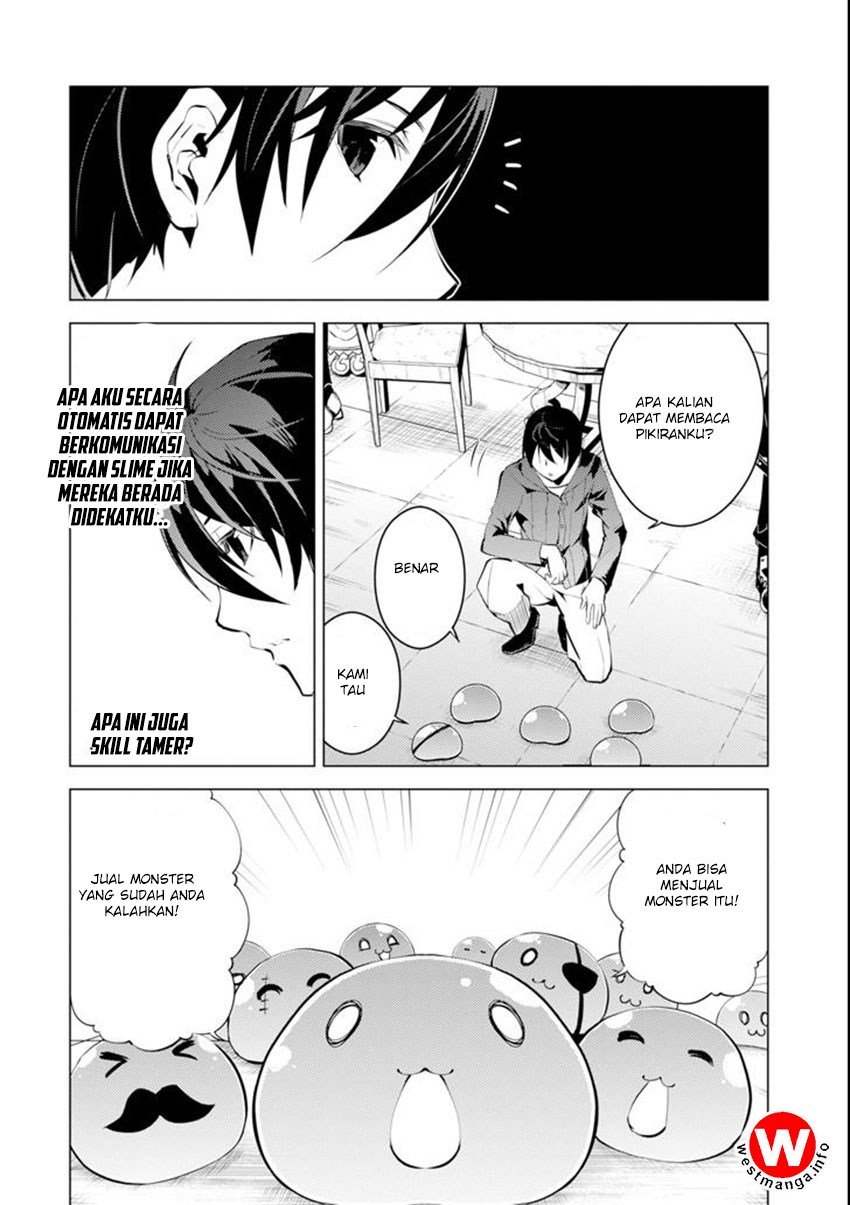 APA KALIAN
DAPAT MEMBACA
PIKIRANKU?
BENAR
KAMI
TAU
APA AKU SECARA
OTOMATIS DAPAT
BERKOMUNIKASI
DENGAN SLIME JIKA
MEREKA BERADA
DIDEKATKU...
APA INI JUGA
SKILL TAMER?
ANDA BISA
MENJUAL
MONSTER ITU!
JUAL MONSTER
YANG SUDAH ANDA
KALAHKAN!
W
westmanga.info